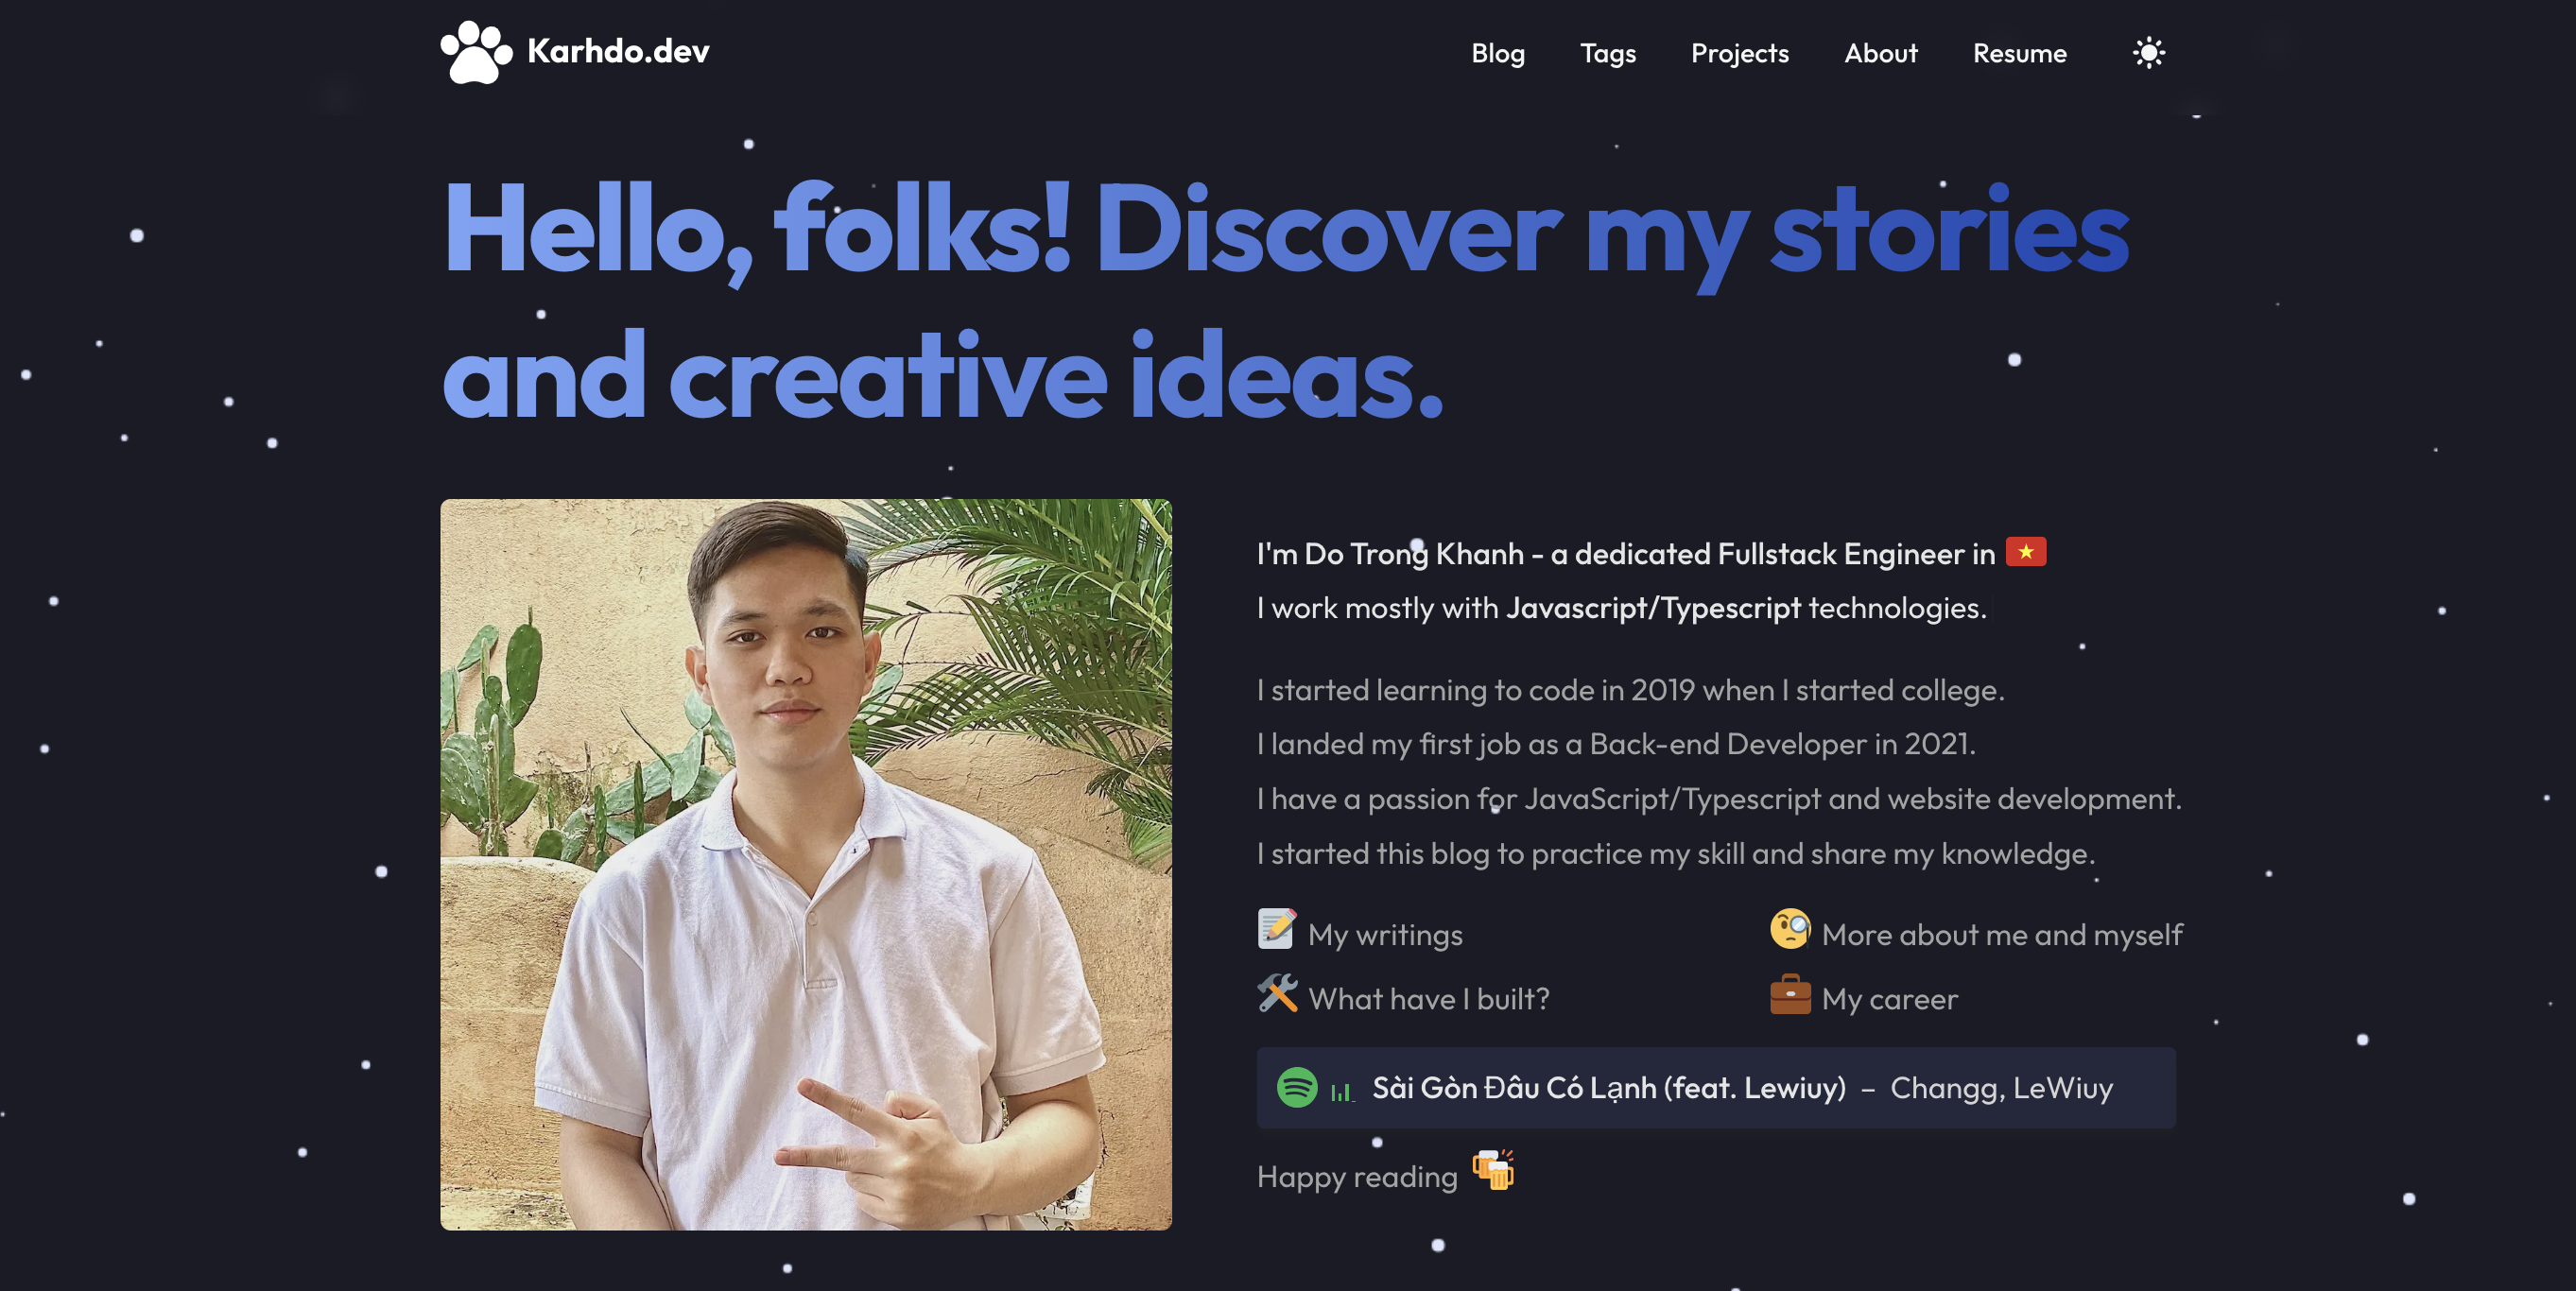 Karhdo.dev
Blog Tags Projects About Resume
Hello, folks! Discover my stories
and creative ideas.
I'm Do Trong Khanh - a dedicated Fullstack Engineer in
I work mostly with Javascript/Typescript technologies.
I started learning to code in 2019 when I started college.
I landed my first job as a Back-end Developer in 2021.
I have a passion for JavaScript/Typescript and website development.
I started this blog to practice my skill and share my knowledge.
My writings
More about me and myself
What have I built?
My career
Sài Gòn Đâu Có Lạnh (feat. Lewiuy) – Changg, LeWiuy
Happy reading